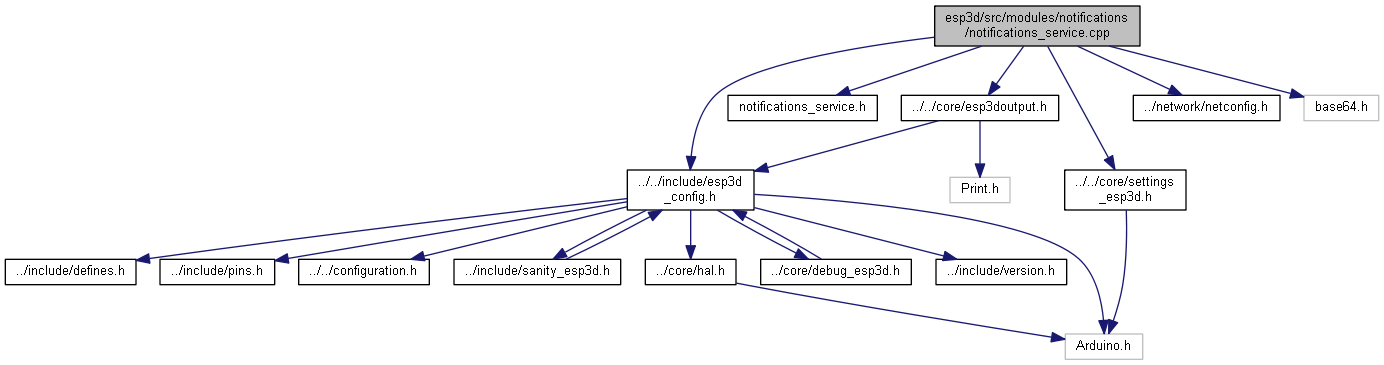 esp3d/src/modules/notifications
/notifications_service.cpp
notifications_service.h
../../core/esp3doutput.h
../network/netconfig.h
base64.h
../../include/esp3d
_config.h
Print.h
../../core/settings
_esp3d.h
../include/defines.h
../include/pins.h
../../configuration.h
../include/sanity_esp3d.h
../core/hal.h
../core/debug_esp3d.h
../include/version.h
Arduino.h